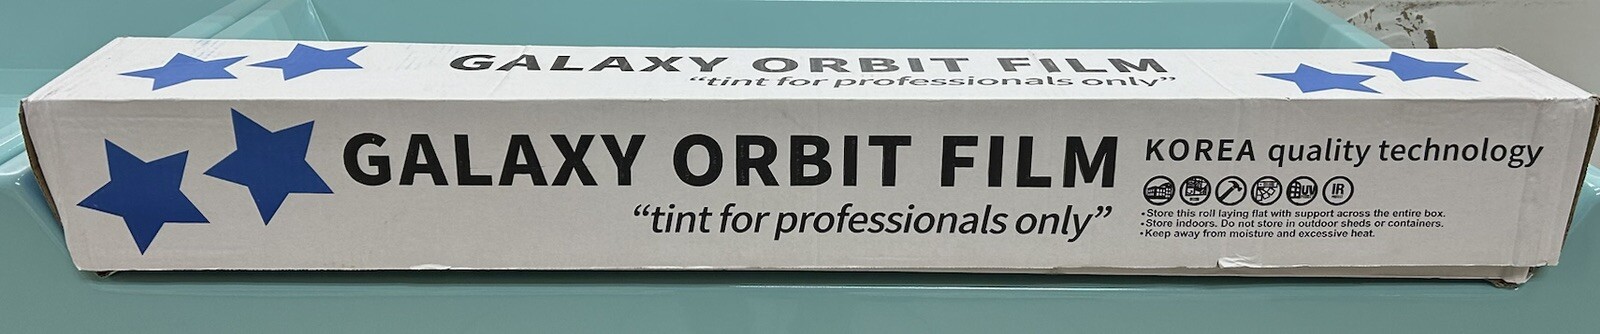 GALAXY ORBIT FILM
“tint for professionals only”
GALAXY ORBIT FILM
“tint for professionals only”
KOREA quality technology
UV
IR
•Store this roll laying flat with support across the entire box.
•Store indoors. Do not store in outdoor sheds or containers.
•Keep away from moisture and excessive heat.